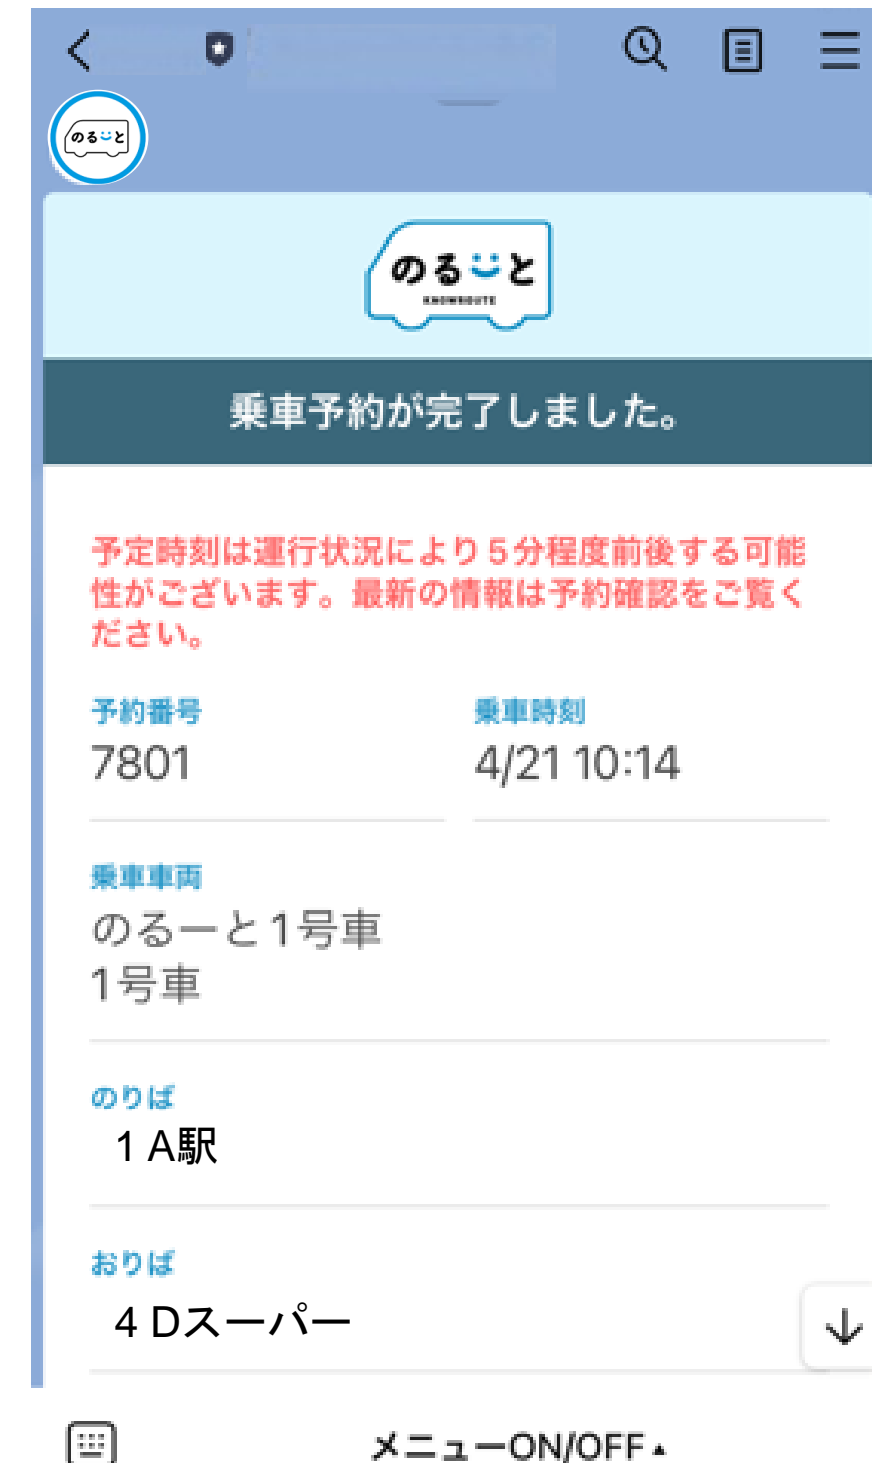 のるーと
のるーと
KNOWROUTE
乗車予約が完了しました。
予定時刻は運行状況により5分程度前後する可能
性がございます。最新の情報は予約確認をご覧く
ださい。
予約番号
乗車時刻
7801
4/21 10:14
乗車車両
のるーと1号車
1号車
のりば
1 A駅
おりば
4 Dスーパー
メニューON/OFF▲